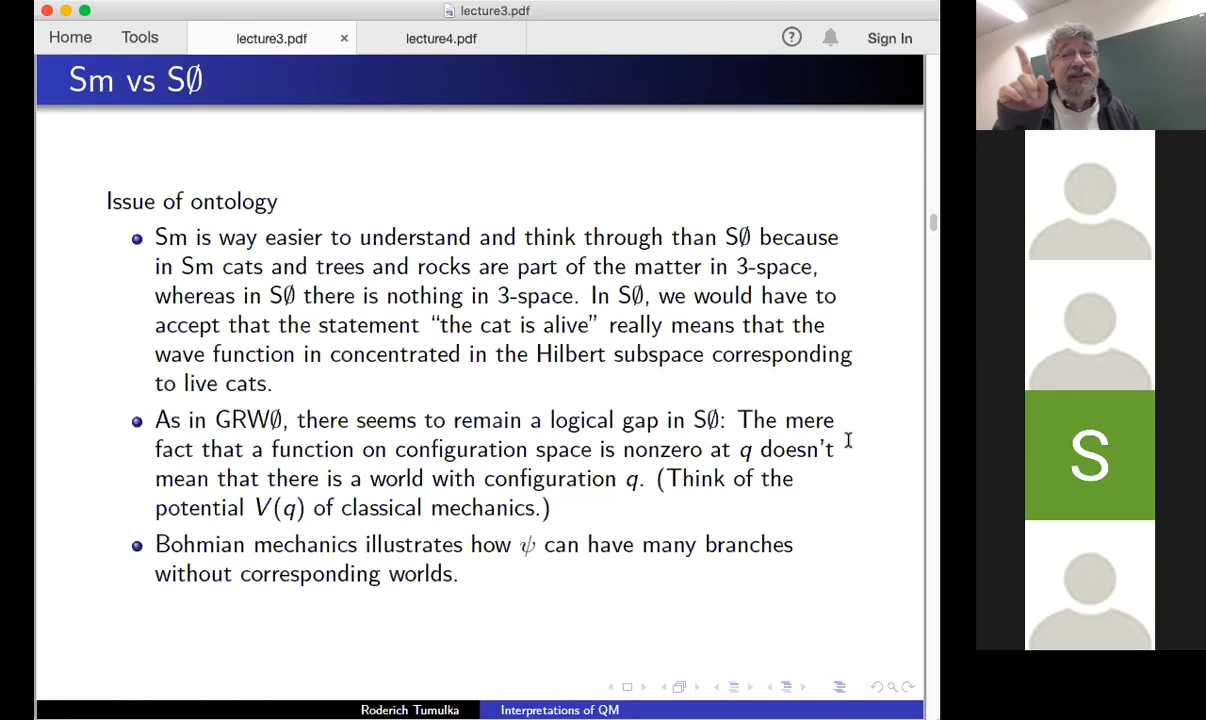 lecture3.pdf
Home Tools lecture3.pdf × lecture4.pdf ? Sign In
Sm vs S∅
Issue of ontology
Sm is way easier to understand and think through than S∅ because
in Sm cats and trees and rocks are part of the matter in 3-space,
whereas in S∅ there is nothing in 3-space. In S∅, we would have to
accept that the statement “the cat is alive” really means that the
wave function in concentrated in the Hilbert subspace corresponding
to live cats.
As in GRW∅, there seems to remain a logical gap in S∅: The mere
fact that a function on configuration space is nonzero at q doesn’t
mean that there is a world with configuration q. (Think of the
potential V(q) of classical mechanics.)
Bohmian mechanics illustrates how ψ can have many branches
without corresponding worlds.
Roderich Tumulka Interpretations of QM
S